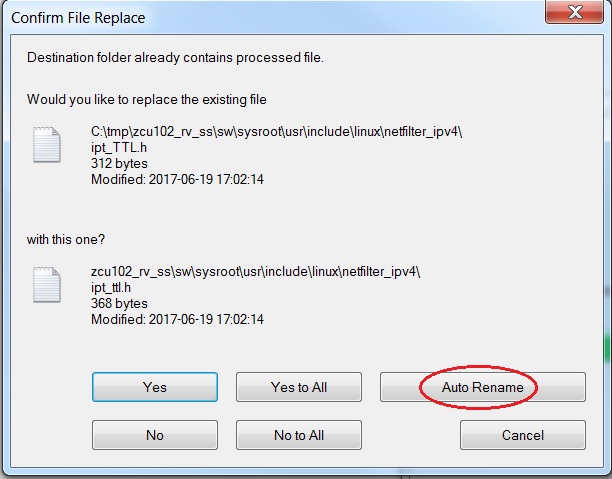 Confirm File Replace
Destination folder already contains processed file.
Would you like to replace the existing file
C:\tmp\zcu102_rv_ss\sw\sysroot\usr\include\linux\netfilter_ipv4\
ipt_TTL.h
312 bytes
Modified: 2017-06-19 17:02:14
with this one?
zcu102_rv_ss\sw\sysroot\usr\include\linux\netfilter_ipv4\
ipt_ttl.h
368 bytes
Modified: 2017-06-19 17:02:14
Yes
Yes to All
Auto Rename
No
No to All
Cancel